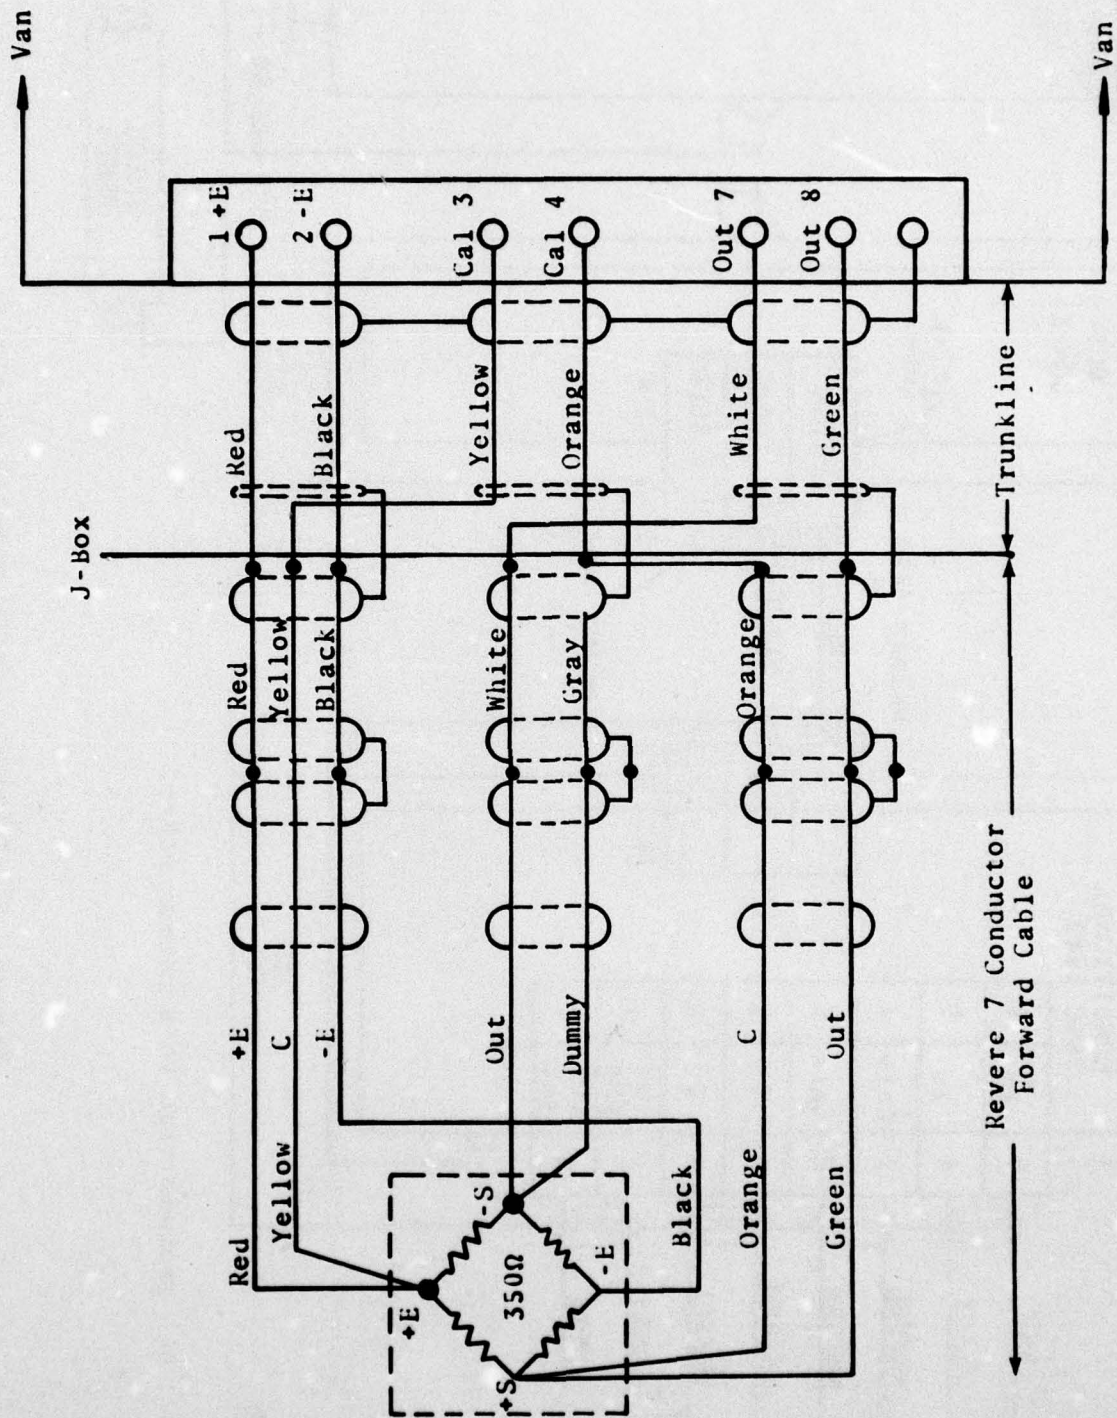 Van
J-Box
Red
+E
Red
Red
1 +E
Yellow
C
Yellow
2 -E
Black
Black
-E
+E
Yellow
Cal 3
-S
Out
White
+S
350Ω
Orange
Cal 4
Dummy
Gray
-E
Black
White
Out 7
Orange
C
Orange
Green
Out
Green
Out 8
Revere 7 Conductor
Forward Cable
Trunkline
Van